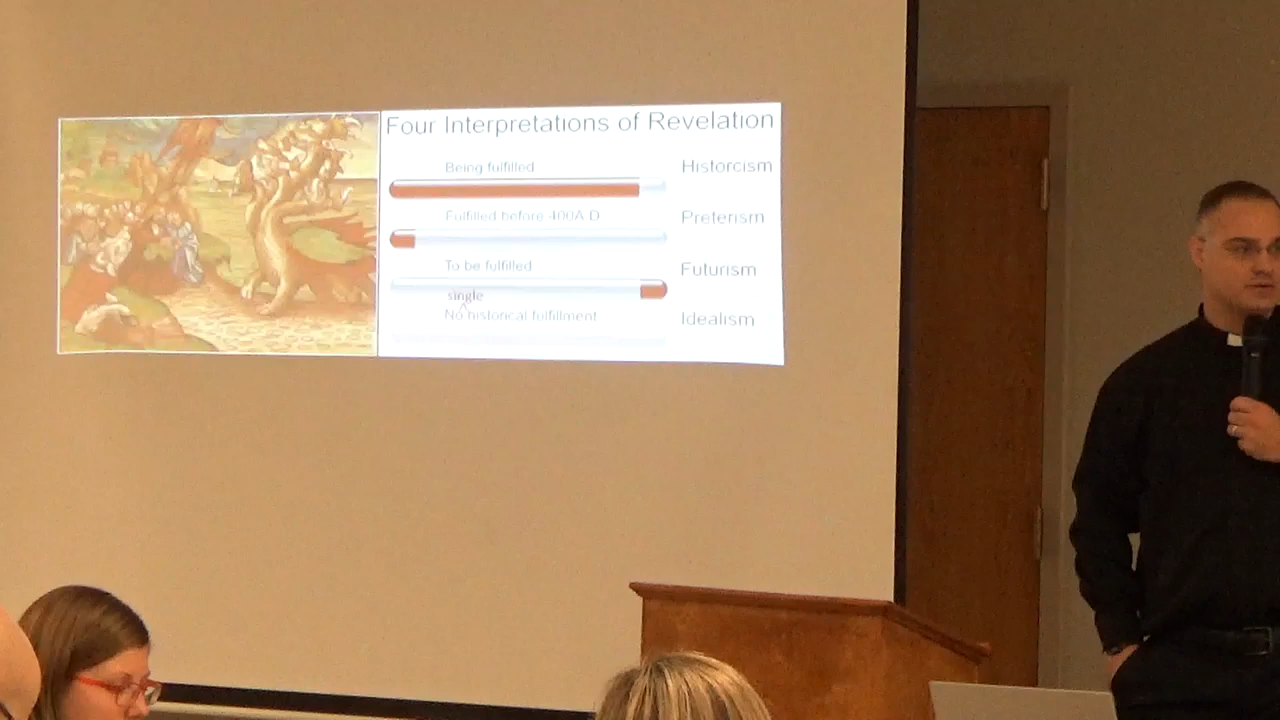 Four Interpretations of Revelation
Being fulfilled
Historcism
Fulfilled before 400A.D
Preterism
To be fulfilled
Futurism
single
^
No historical fulfillment
Idealism